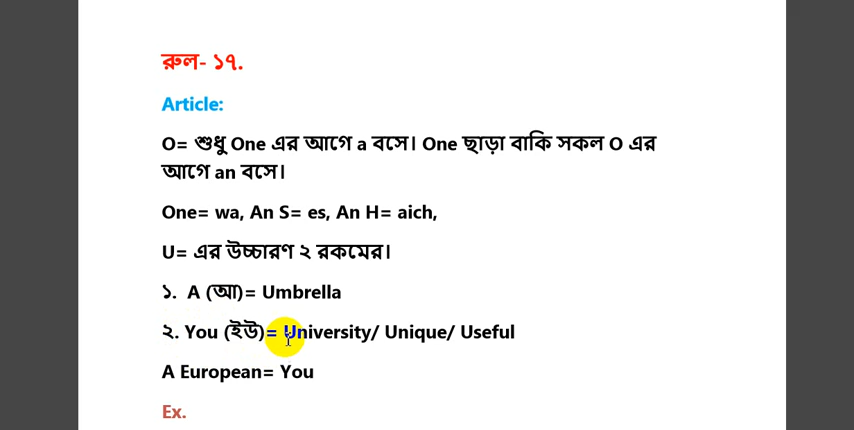 রুল- ১৭.
Article:
O= শুধু One এর আগে a বসে। One ছাড়া বাকি সকল O এর
আগে an বসে।
One= wa, An S= es, An H= aich,
U= এর উচ্চারণ ২ রকমের।
১. A (আ)= Umbrella
২. You (ইউ)= University/ Unique/ Useful
A European= You
Ex.